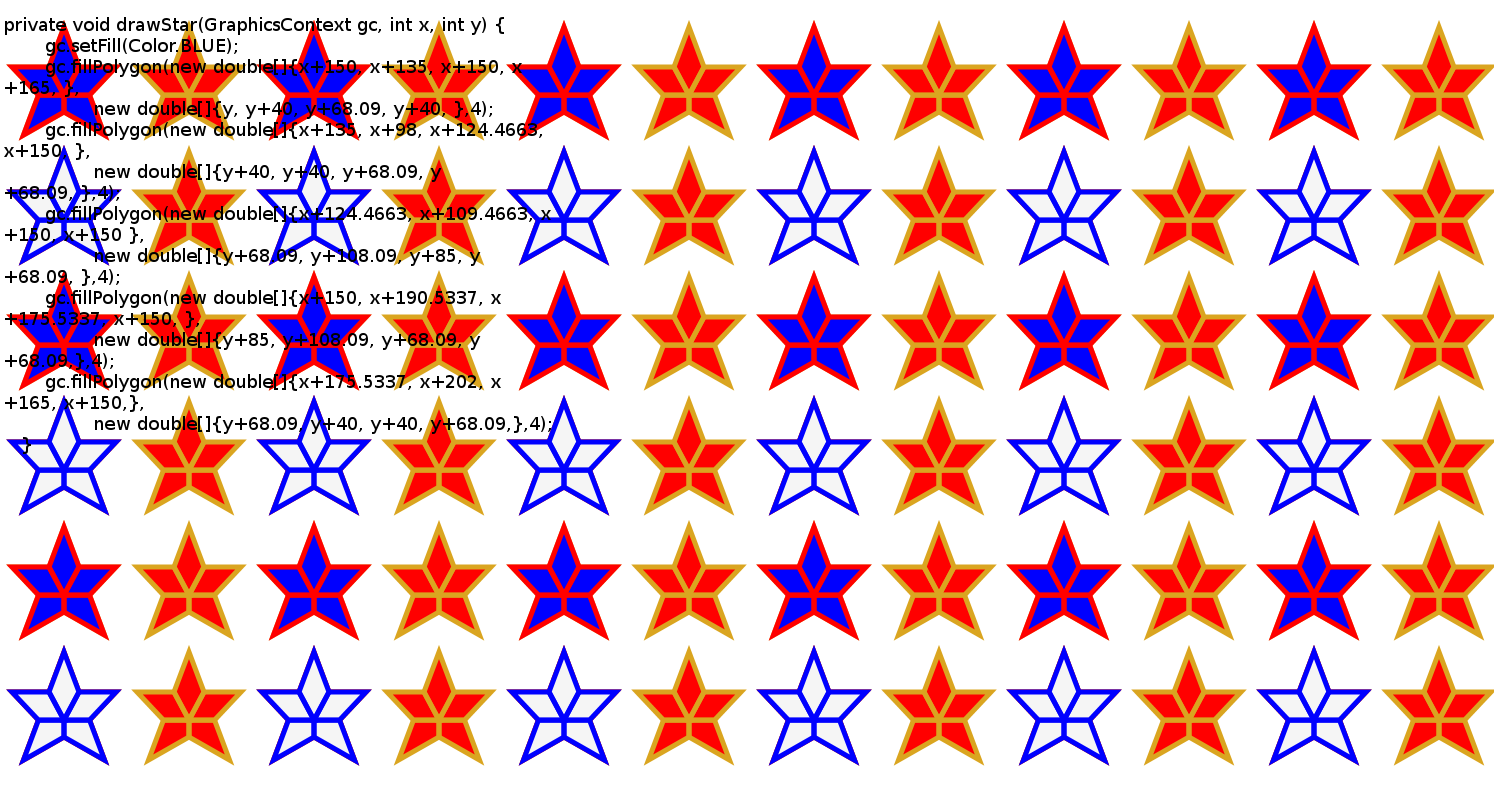 private void drawStar(GraphicsContext gc, int x, int y) {
gc.setFill(Color.BLUE);
gc.fillPolygon(new double[]{x+150, x+135, x+150, x
+165, },
new double[]{y, y+40, y+68.09, y+40, },4);
gc.fillPolygon(new double[]{x+135, x+98, x+124.4663,
x+150, },
new double[]{y+40, y+40, y+68.09, y
+68.09, },4);
gc.fillPolygon(new double[]{x+124.4663, x+109.4663, x
+150, x+150 },
new double[]{y+68.09, y+108.09, y+85, y
+68.09, },4);
gc.fillPolygon(new double[]{x+150, x+190.5337, x
+175.5337, x+150, },
new double[]{y+85, y+108.09, y+68.09, y
+68.09,},4);
gc.fillPolygon(new double[]{x+175.5337, x+202, x
+165, x+150,},
new double[]{y+68.09, y+40, y+40, y+68.09,},4);
}